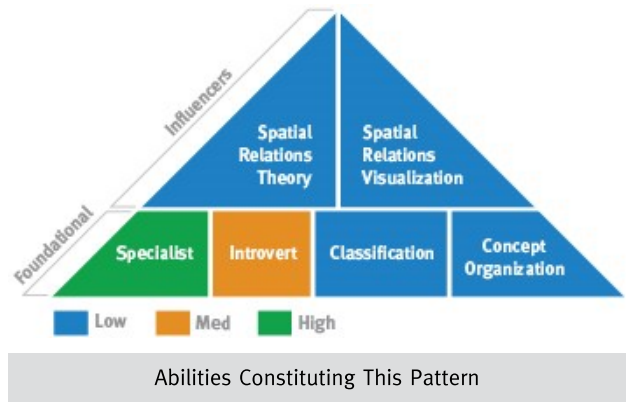 Influencers
Spatial
Relations
Theory
Spatial
Relations
Visualization
Foundational
Specialist
Introvert
Classification
Concept
Organization
Low
Med
High
Abilities Constituting This Pattern